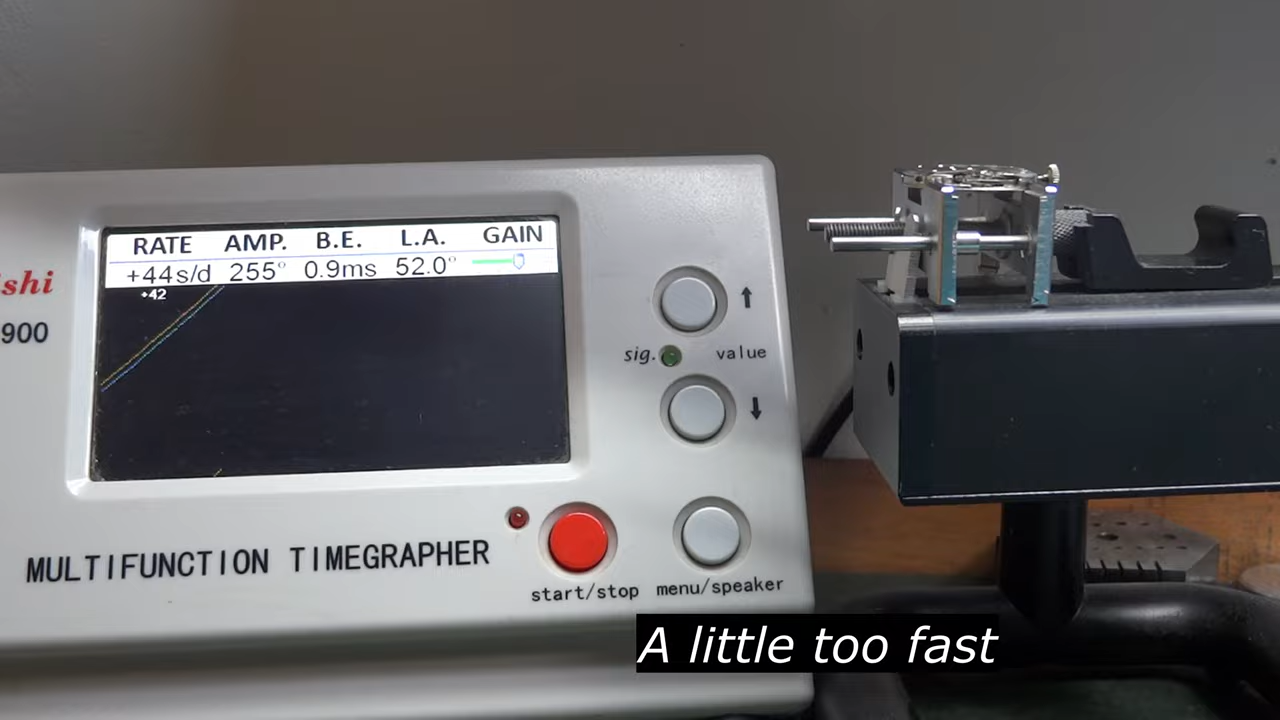 RATE AMP. B.E. L.A. GAIN
+44s/d 255° 0.9ms 52.0°
+42
shi
900
sig. value
MULTIFUNCTION TIMEGRAPHER
start/stop menu/speaker
A little too fast